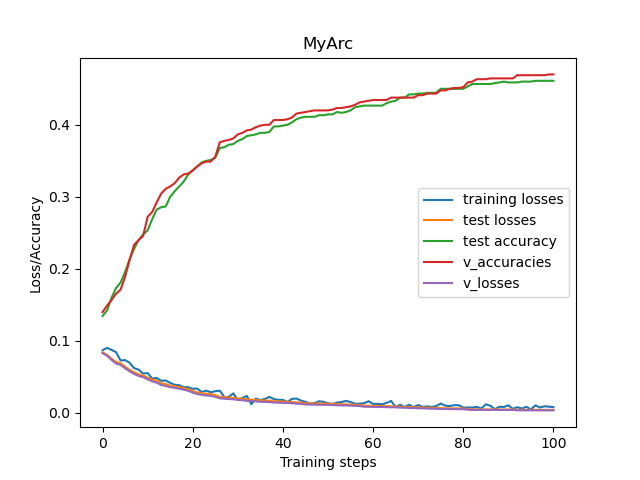 MyArc
Loss/Accuracy
0.4
0.3
0.2
0.1
0.0
training losses
test losses
test accuracy
v_accuracies
v_losses
0 20 40 60 80 100
Training steps